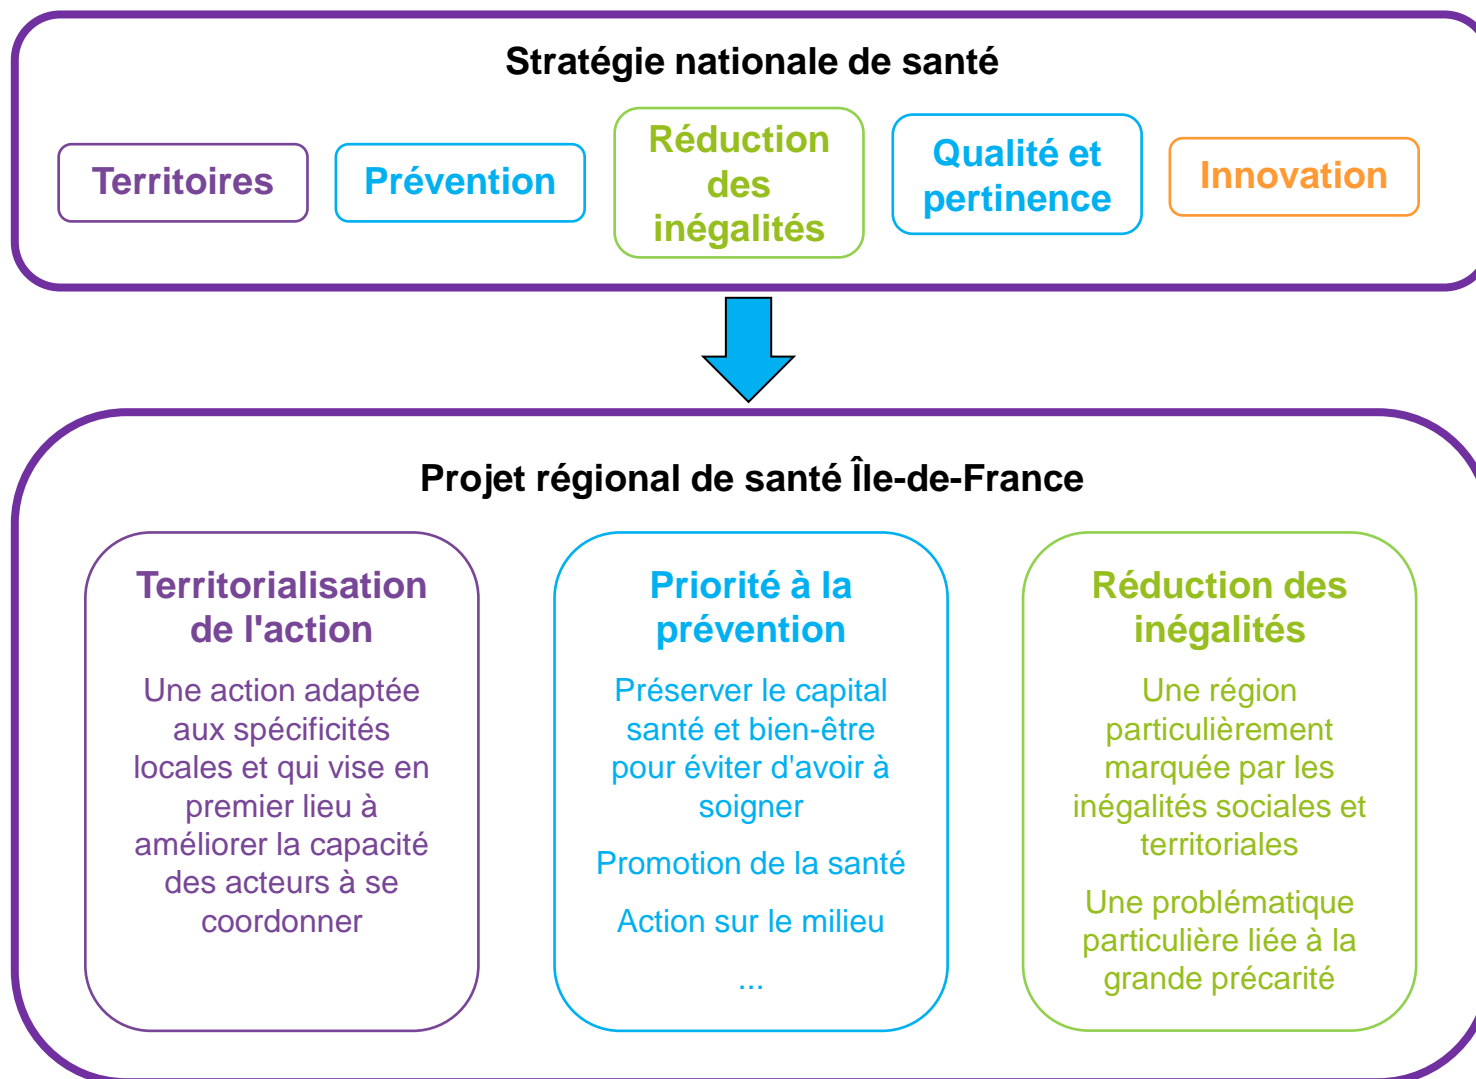 Stratégie nationale de santé
Territoires
Prévention
Réduction
des
inégalités
Qualité et
pertinence
Innovation
Projet régional de santé Île-de-France
Territorialisation
de l'action
Une action adaptée
aux spécificités
locales et qui vise en
premier lieu à
améliorer la capacité
des acteurs à se
coordonner
Priorité à la
prévention
Préserver le capital
santé et bien-être
pour éviter d'avoir à
soigner
Promotion de la santé
Action sur le milieu
...
Réduction des
inégalités
Une région
particulièrement
marquée par les
inégalités sociales et
territoriales
Une problématique
particulière liée à la
grande précarité